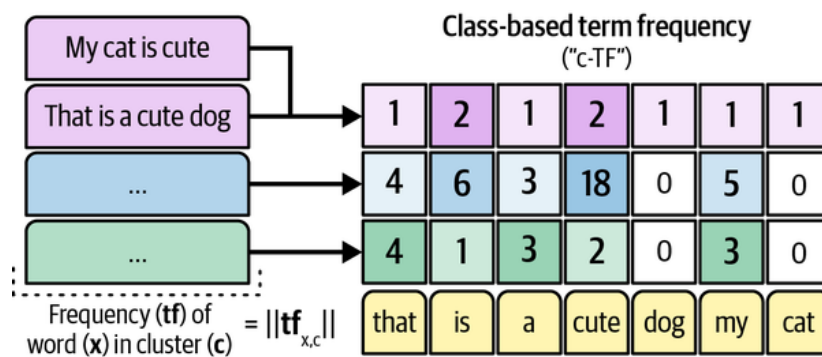 Class-based term frequency
("c-TF")
My cat is cute
That is a cute dog
1 2 1 2 1 1 1
... 4 6 3 18 0 5 0
... 4 1 3 2 0 3 0
that is a cute dog my cat
Frequency (tf) of
word (x) in cluster (c) = ||tf x,c||